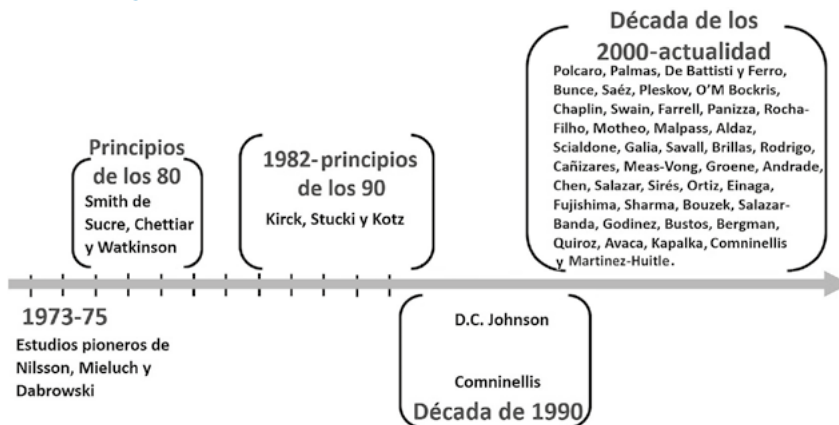 1973-75
Estudios pioneros de
Nilsson, Mieluch y
Dabrowski
Principios
de los 80
Smith de
Sucre, Chettiar
y Watkinson
1982-principios
de los 90
Kirck, Stucki y Kotz
D.C. Johnson
Comninellis
Década de 1990
Década de los
2000-actualidad
Polcaro, Palmas, De Battisti y Ferro,
Bunce, Saéz, Pleskov, O'M Bockris,
Chaplin, Swain, Farrell, Panizza, Rocha-
Filho, Motheo, Malpass, Aldaz,
Scialdone, Galia, Savall, Brillas, Rodrigo,
Cañizares, Meas-Vong, Groene, Andrade,
Chen, Salazar, Sirés, Ortiz, Einaga,
Fujishima, Sharma, Bouzek, Salazar-
Banda, Godinez, Bustos, Bergman,
Quiroz, Avaca, Kapalka, Comninellis
y Martinez-Huitle.